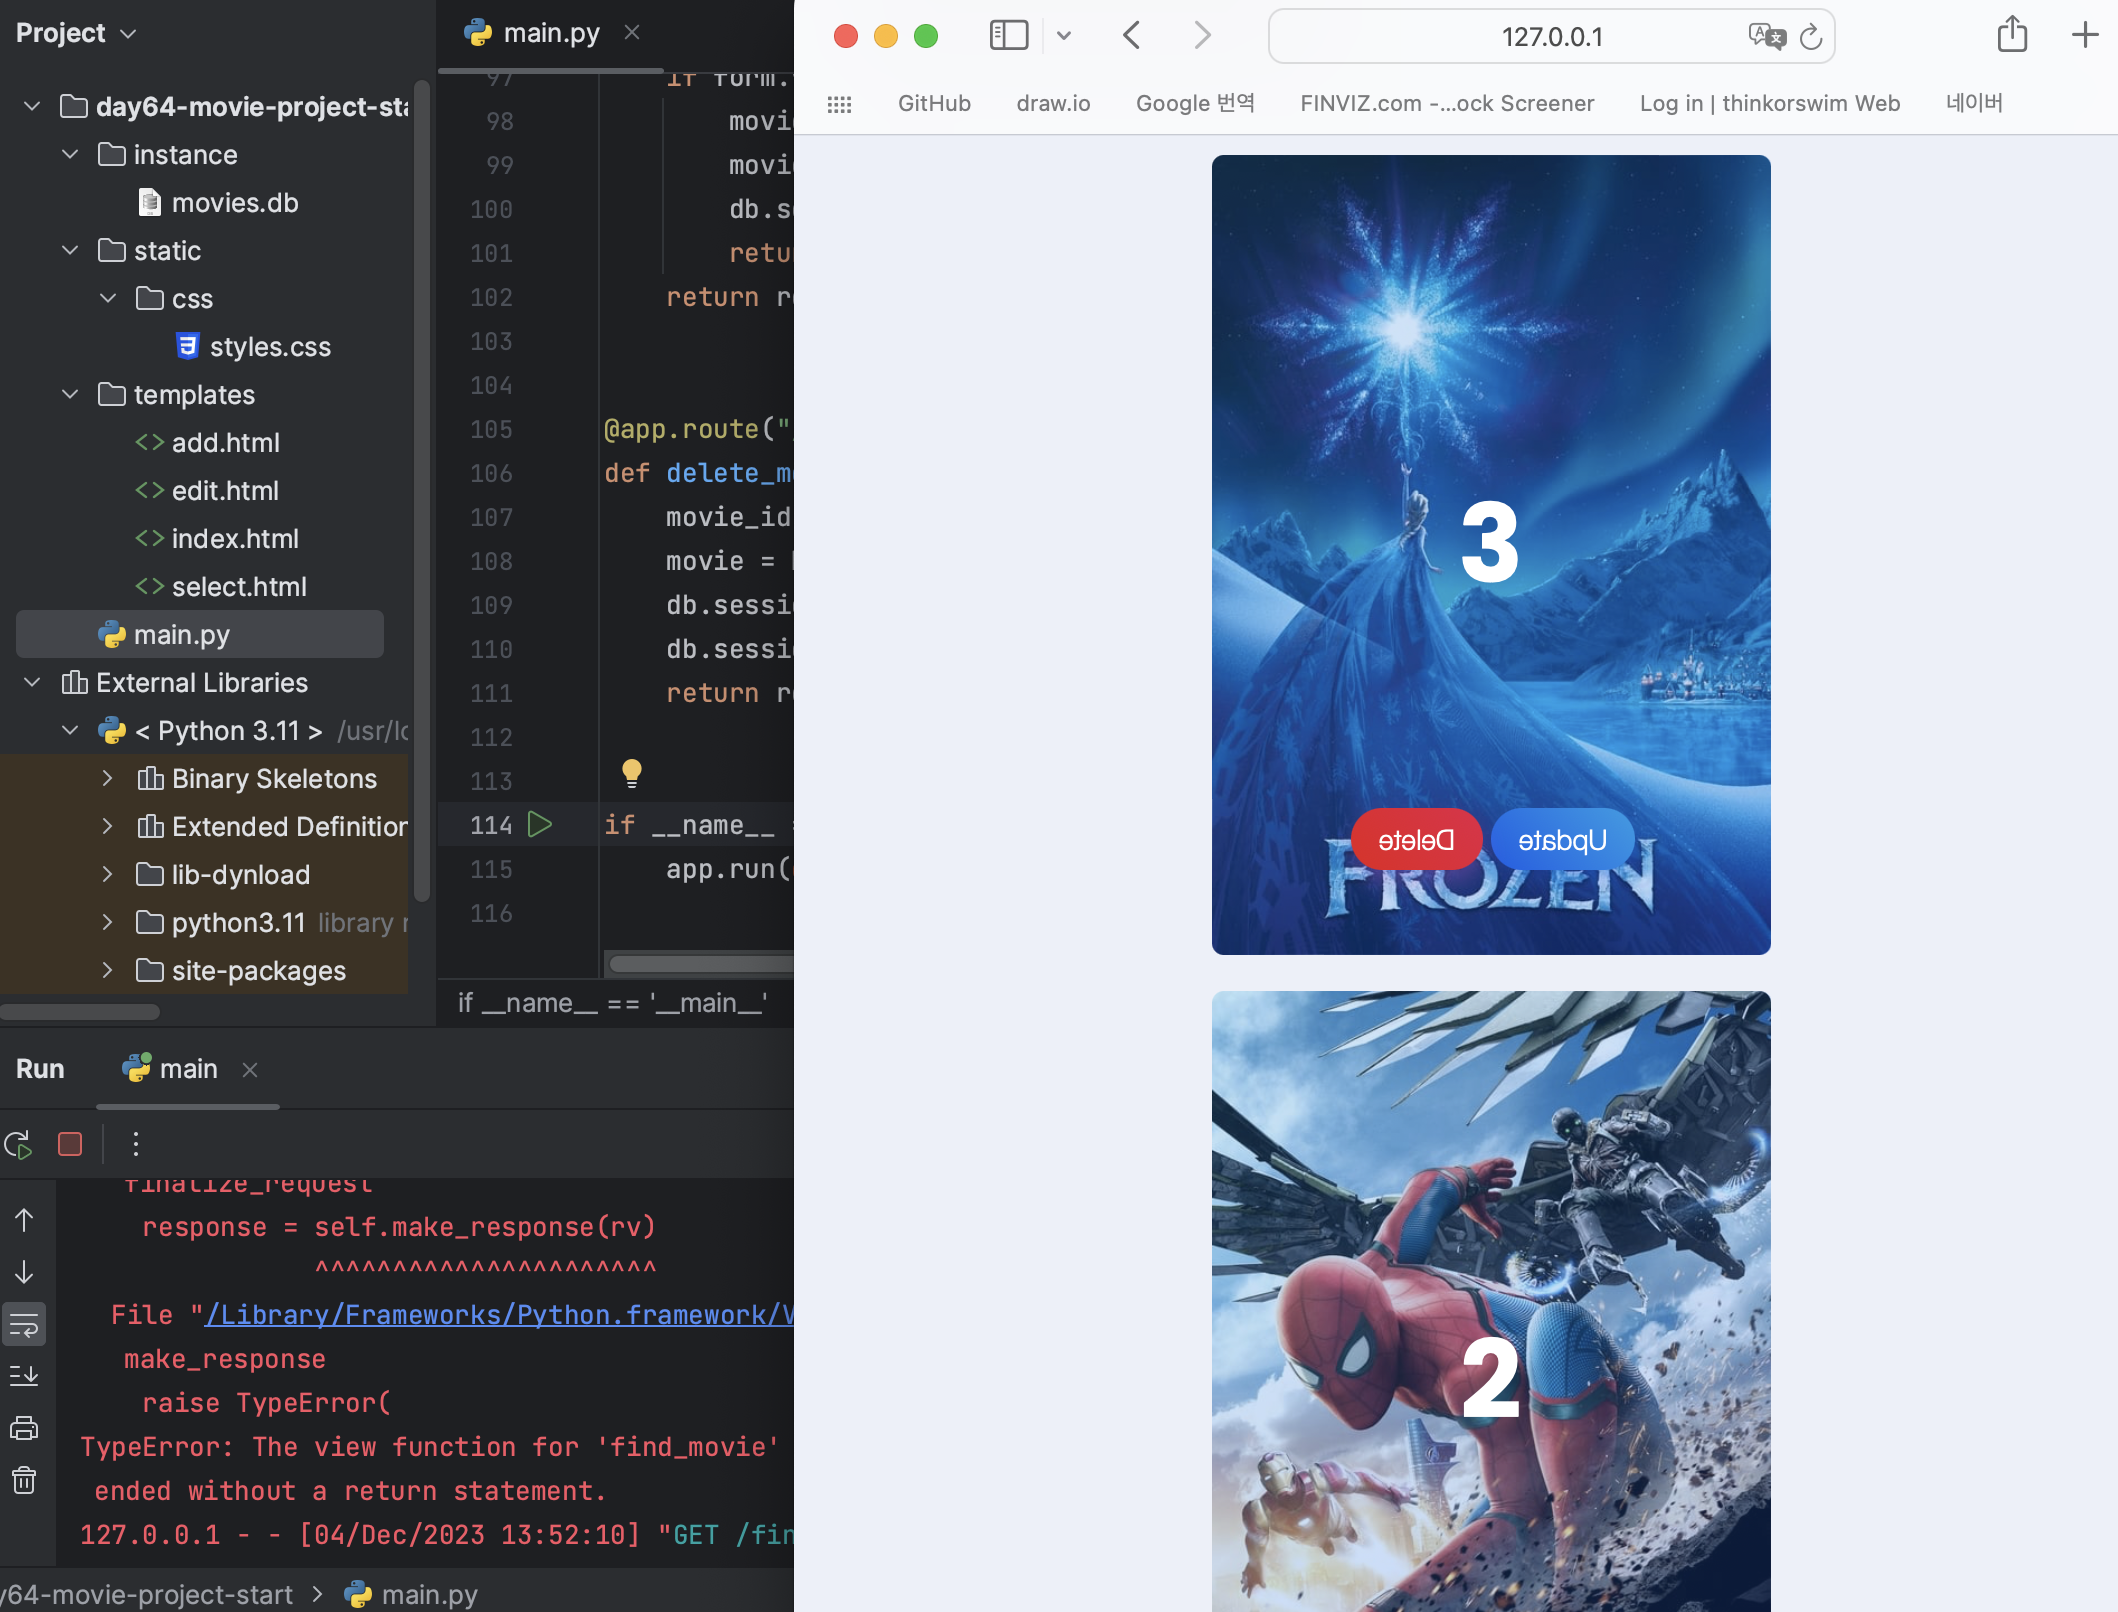 Project
main.py
day64-movie-project-sta
instance
movies.db
static
css
styles.css
templates
add.html
edit.html
index.html
select.html
main.py
External Libraries
< Python 3.11 > /usr/lo
Binary Skeletons
Extended Definition
lib-dynload
python3.11 library r
site-packages
97 if form.
98 movi
99 movi
100 db.s
101 retu
102 return r
103
104
105 @app.route("
106 def delete_m
107 movie_id
108 movie =
109 db.sessi
110 db.sessi
111 return r
112
113
114 if __name__ =
115 app.run(
116
if __name__ == '__main__'
Run
main
finalize_request
response = self.make_response(rv)
^^^^^^^^^^^^^^^^^^^^^^
File "/Library/Frameworks/Python.framework/V
make_response
raise TypeError(
TypeError: The view function for 'find_movie'
ended without a return statement.
127.0.0.1 - - [04/Dec/2023 13:52:10] "GET /fin
y64-movie-project-start > main.py
127.0.0.1
GitHub
draw.io
Google 번역
FINVIZ.com -...ock Screener
Log in | thinkorswim Web
네이버
3
Delete Update
FROZEN
2